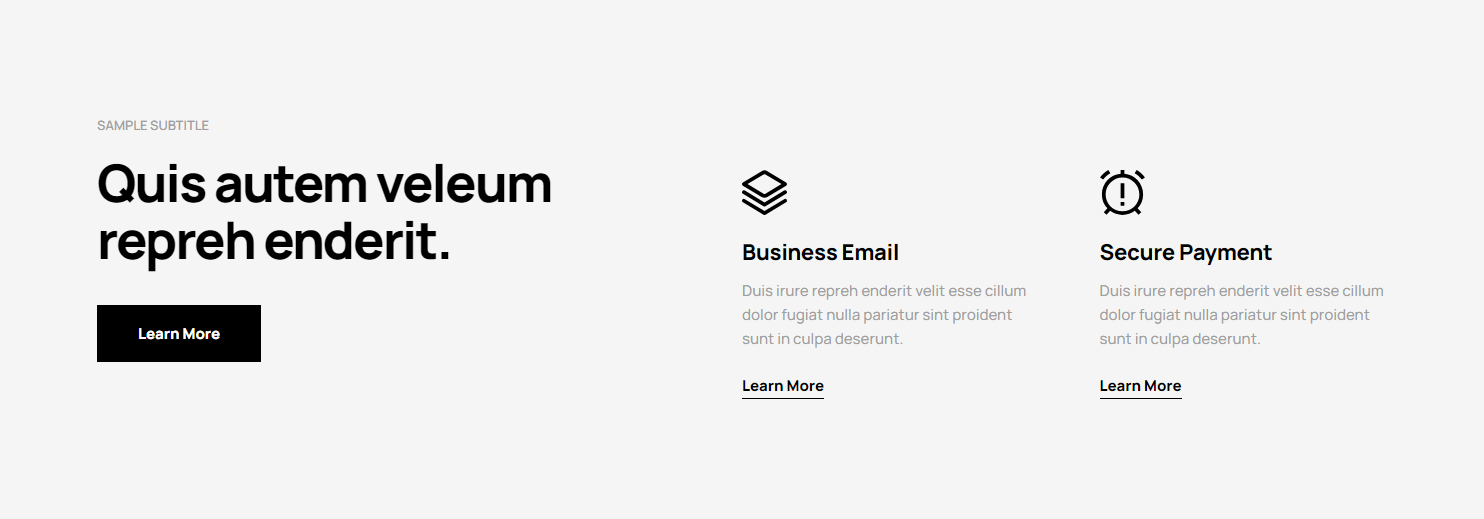 SAMPLE SUBTITLE
Quis autem veleum
repreh enderit.
Learn More
Business Email
Duis irure repreh enderit velit esse cillum
dolor fugiat nulla pariatur sint proident
sunt in culpa deserunt.
Learn More
Secure Payment
Duis irure repreh enderit velit esse cillum
dolor fugiat nulla pariatur sint proident
sunt in culpa deserunt.
Learn More